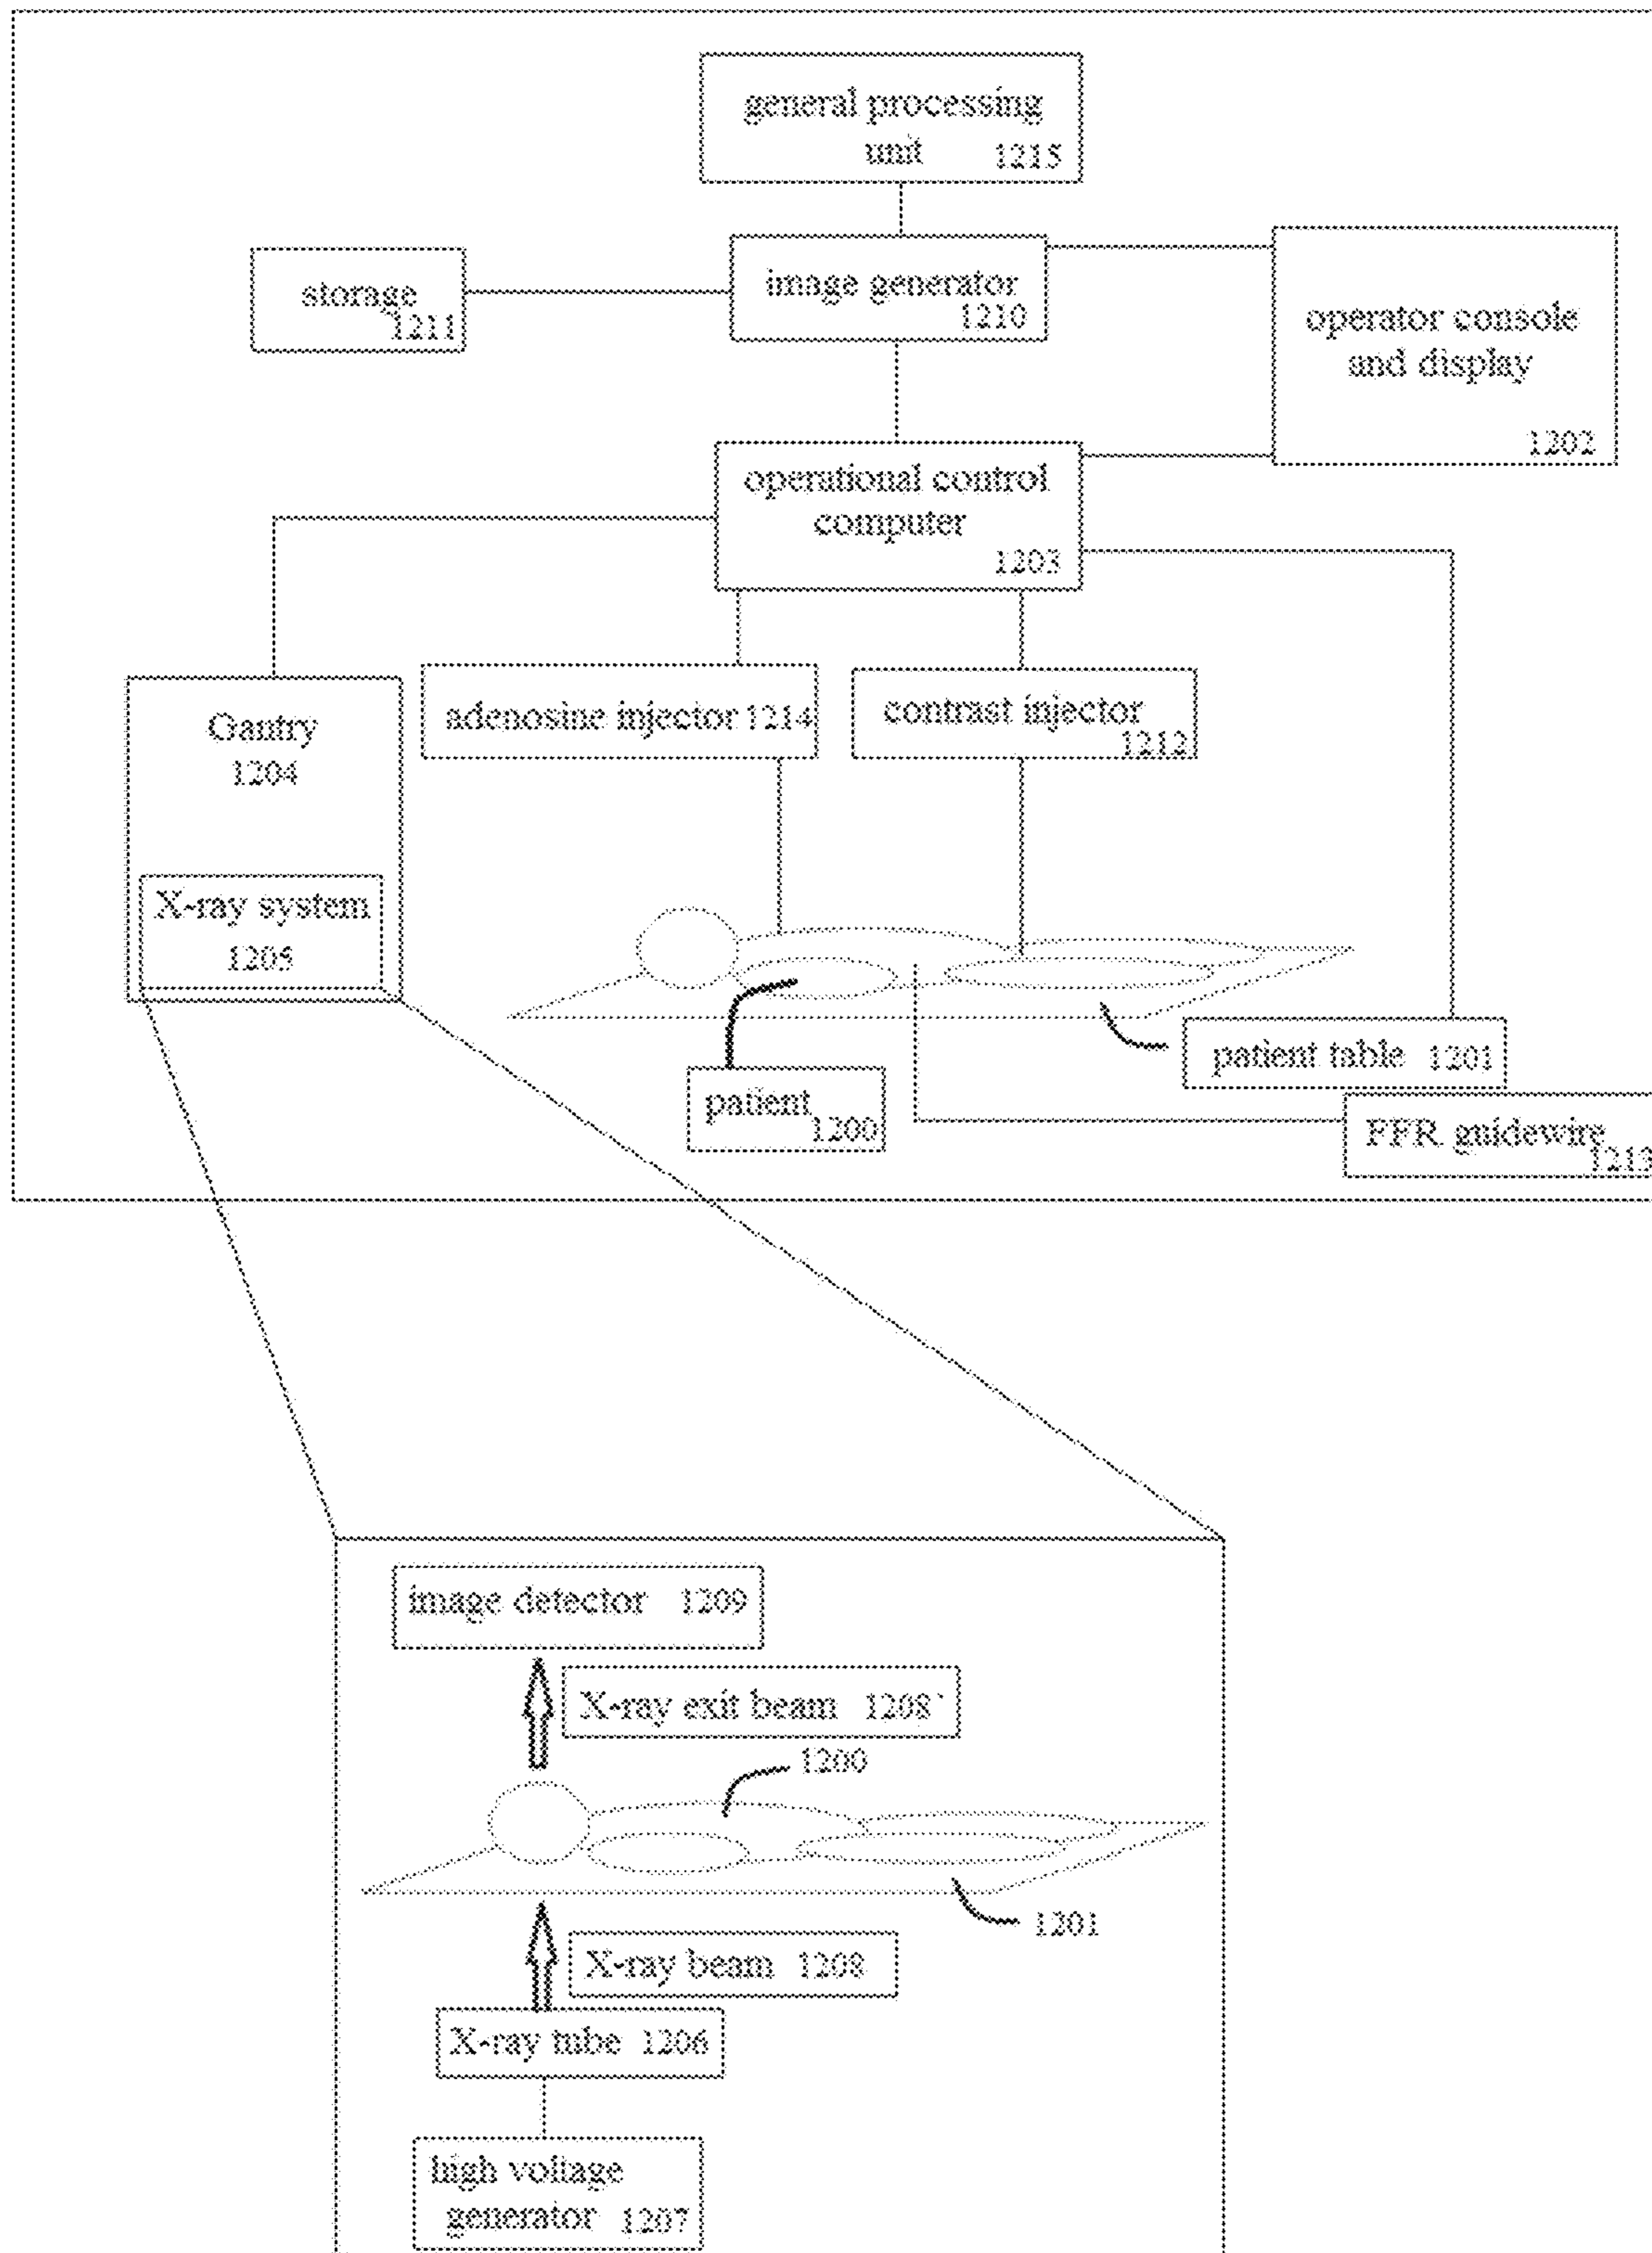 general processing
unit 1215
storage
1211
image generator
1210
operator console
and display
1202
operational control
computer
1203
Gantry
1204
adenosine injector 1214
contrast injector
1212
X-ray system
1205
patient table 1201
patient
1200
FFR guidewire
1213
image detector 1209
X-ray exit beam 1208`
1200
1201
X-ray beam 1208
X-ray tube 1206
high voltage
generator 1207